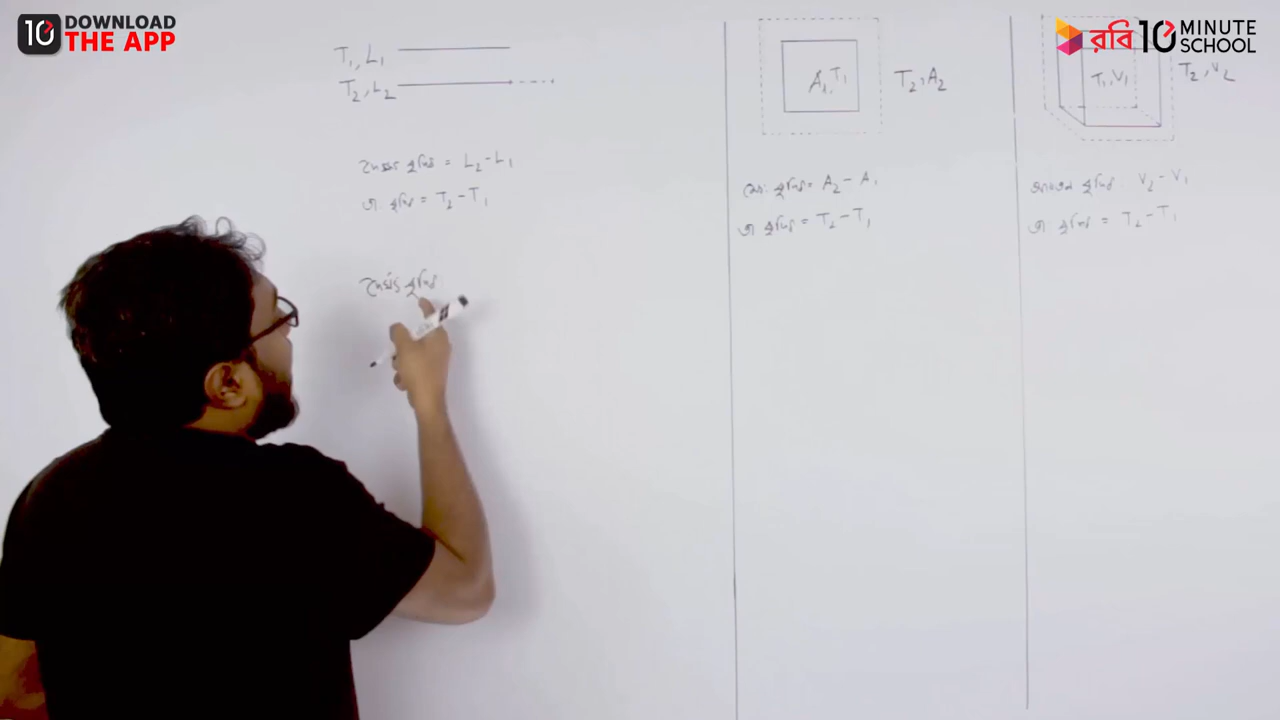 DOWNLOAD
THE APP
রবি 10 MINUTE
SCHOOL
T₁, L₁
T₂, L₂
বৃদ্ধি = L₂ - L₁
তা বৃদ্ধি = T₂ - T₁
দৈর্ঘ্য বৃদ্ধি
A₁, T₁
T₂, A₂
ক্ষে: বৃদ্ধি = A₂ - A₁
তা বৃদ্ধি = T₂ - T₁
T₁, V₁
T₂, V₂
আয়তন বৃদ্ধি = V₂ - V₁
তা বৃদ্ধি = T₂ - T₁